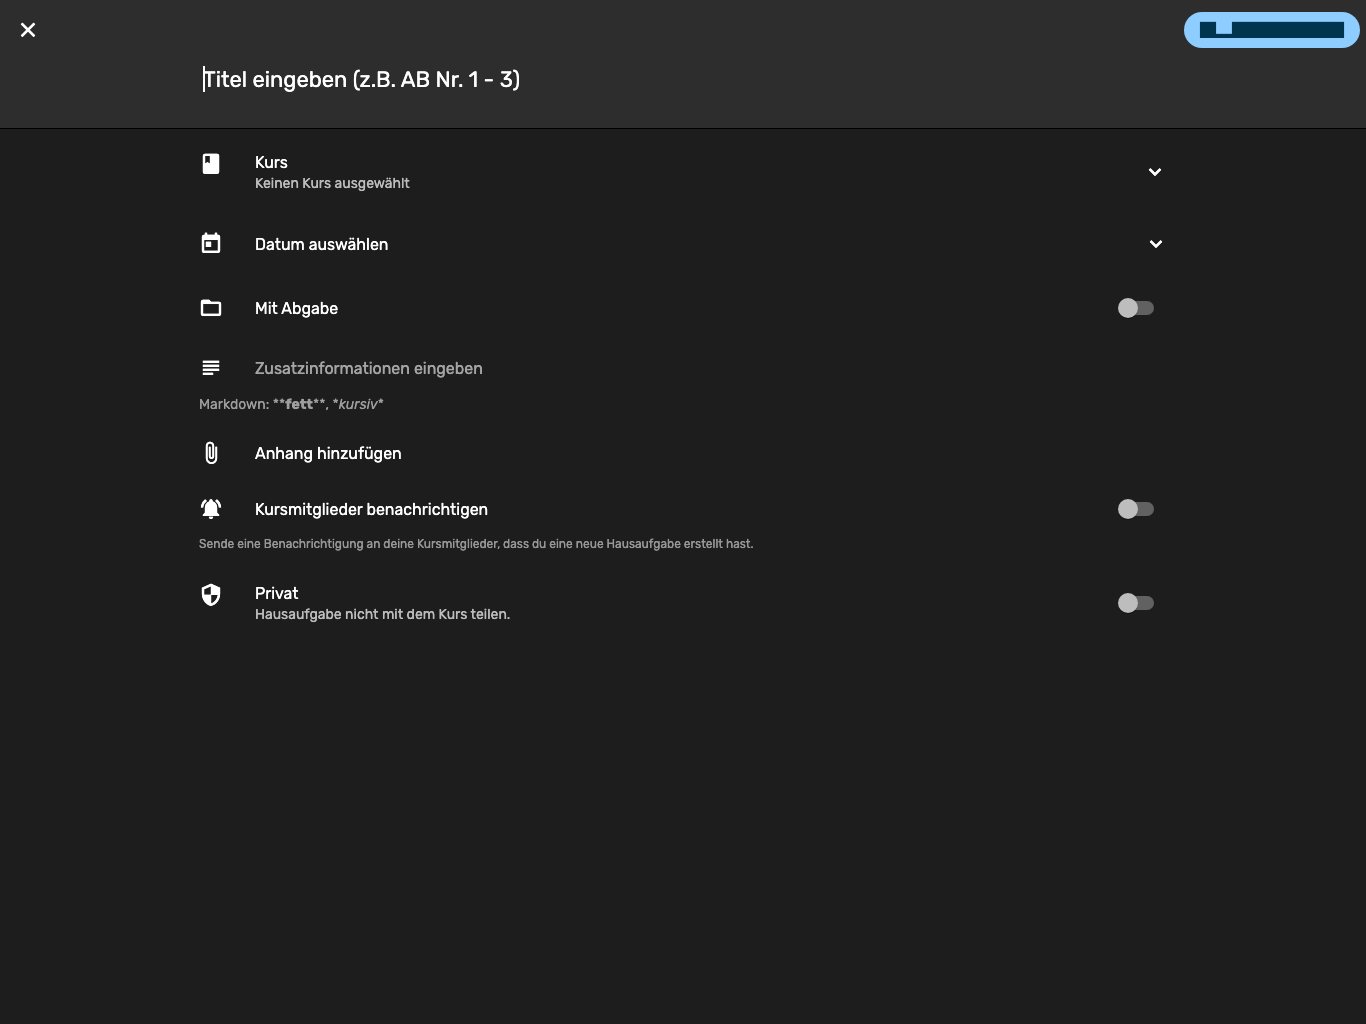 Titel eingeben (z.B. AB Nr. 1 - 3)
Kurs
Keinen Kurs ausgewählt
Datum auswählen
Mit Abgabe
Zusatzinformationen eingeben
Markdown: **fett**, *kursiv*
Anhang hinzufügen
Kursmitglieder benachrichtigen
Sende eine Benachrichtigung an deine Kursmitglieder, dass du eine neue Hausaufgabe erstellt hast.
Privat
Hausaufgabe nicht mit dem Kurs teilen.